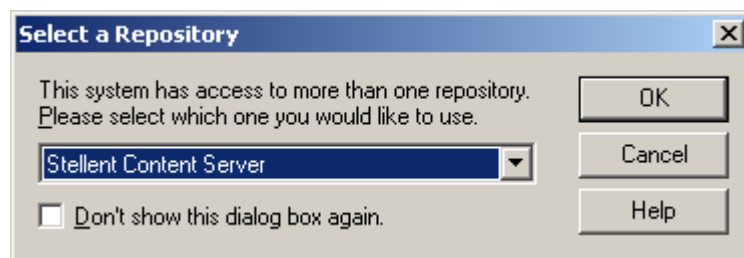 Select a Repository
This system has access to more than one repository.
Please select which one you would like to use.
Stellent Content Server
Don't show this dialog box again.
OK
Cancel
Help